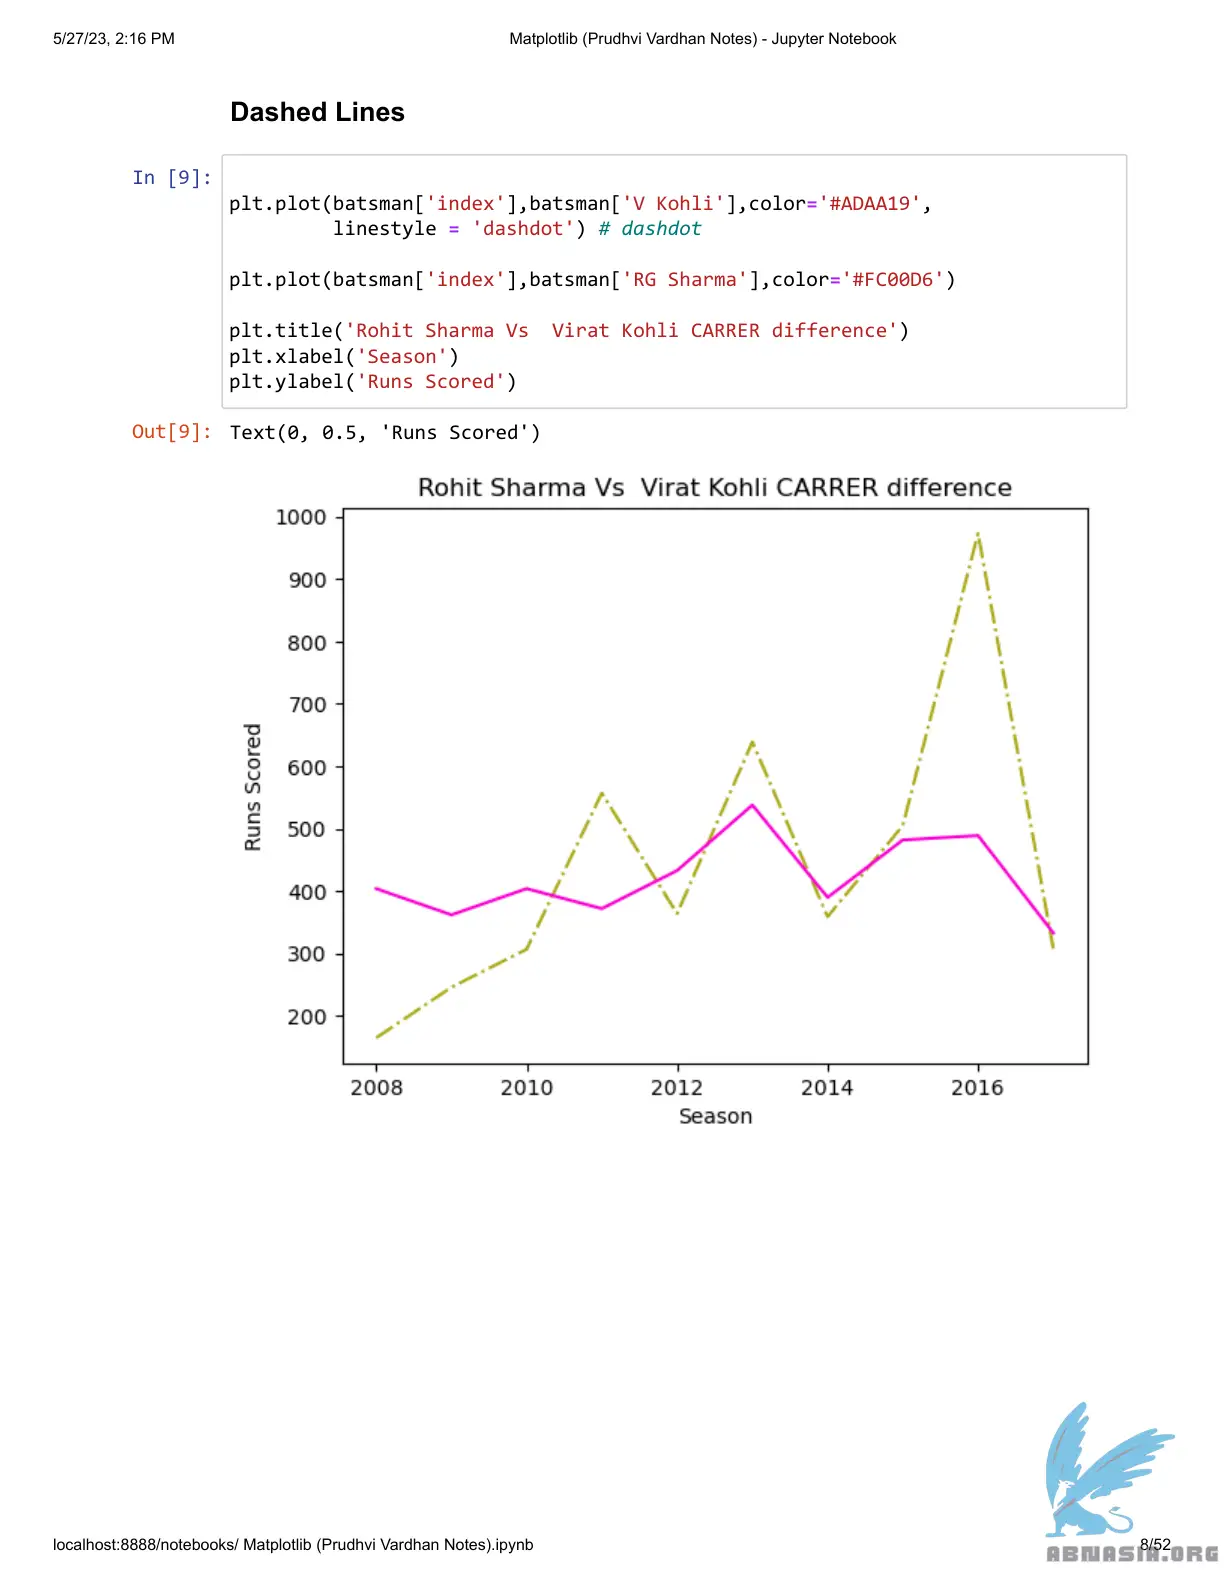 5/27/23, 2:16 PM Matplotlib (Prudhvi Vardhan Notes) - Jupyter Notebook
Dashed Lines
In [9]:
plt.plot(batsman['index'],batsman['V Kohli'],color='#ADAA19',
linestyle = 'dashdot') # dashdot
plt.plot(batsman['index'],batsman['RG Sharma'],color='#FC00D6')
plt.title('Rohit Sharma Vs  Virat Kohli CARRER difference')
plt.xlabel('Season')
plt.ylabel('Runs Scored')
Out[9]: Text(0, 0.5, 'Runs Scored')
Rohit Sharma Vs  Virat Kohli CARRER difference
1000
900
800
700
600
500
400
300
200
Runs Scored
2008 2010 2012 2014 2016
Season
localhost:8888/notebooks/ Matplotlib (Prudhvi Vardhan Notes).ipynb 8/52
ABNASIA.ORG